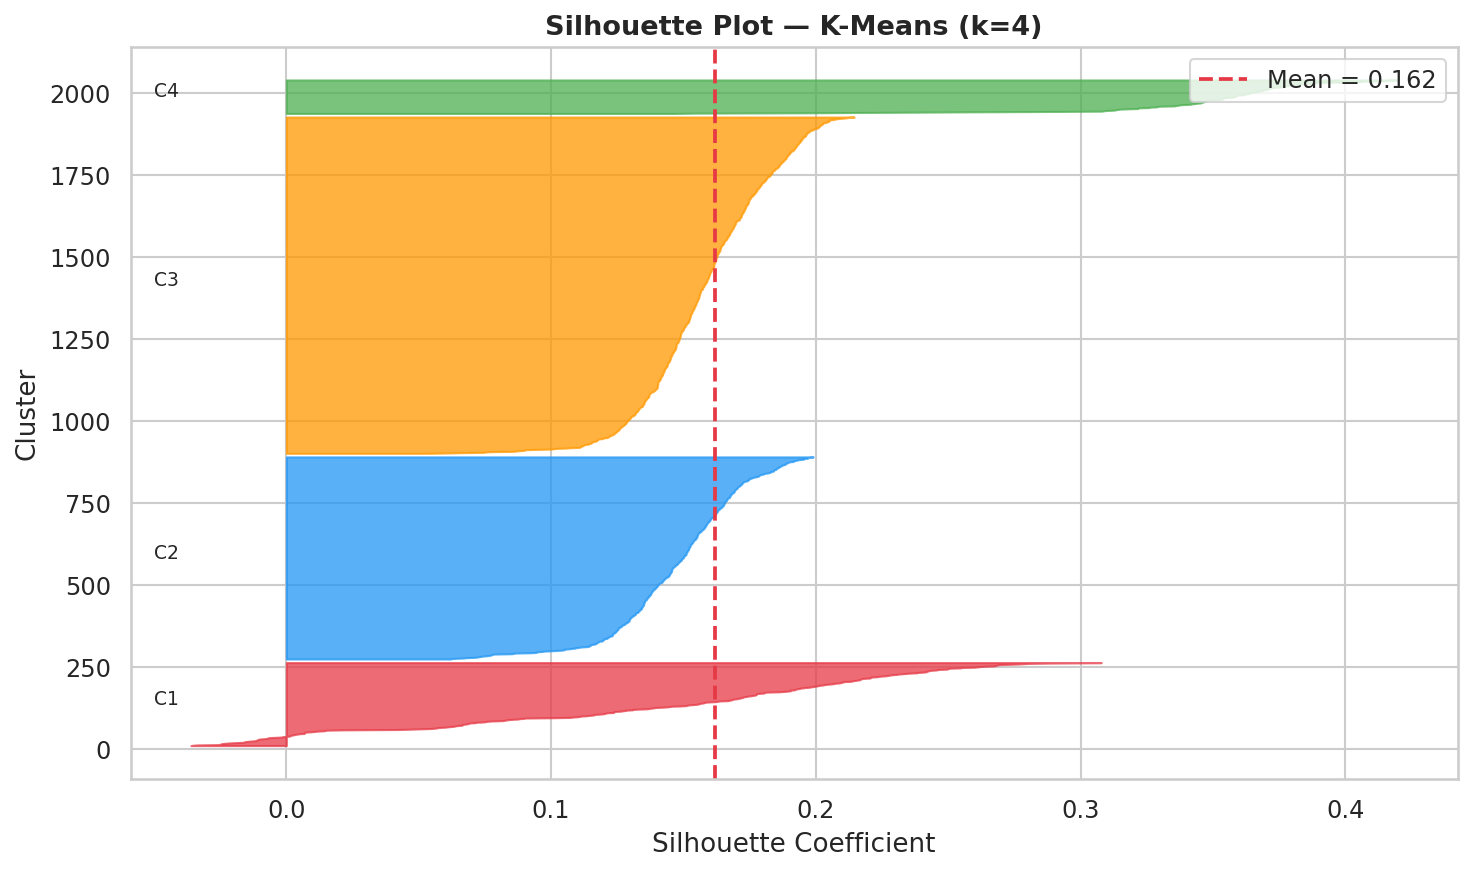 Silhouette Plot — K-Means (k=4)
Mean = 0.162
Cluster
2000
1750
1500
1250
1000
750
500
250
0
C4
C3
C2
C1
0.0 0.1 0.2 0.3 0.4
Silhouette Coefficient